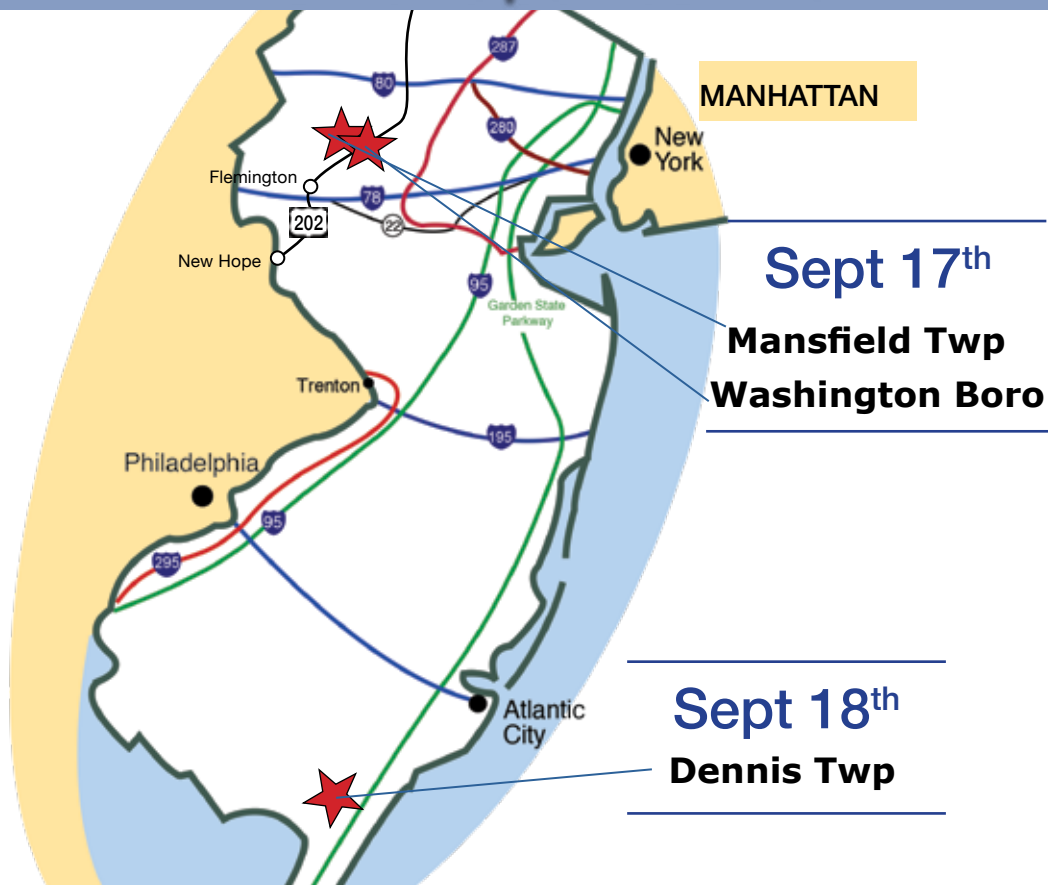 287
80
MANHATTAN
280
New
York
Flemington
78
202
22
New Hope
Sept 17th
95
Garden State
Parkway
Mansfield Twp
Trenton
Washington Boro
195
Philadelphia
95
295
Sept 18th
Atlantic
City
Dennis Twp